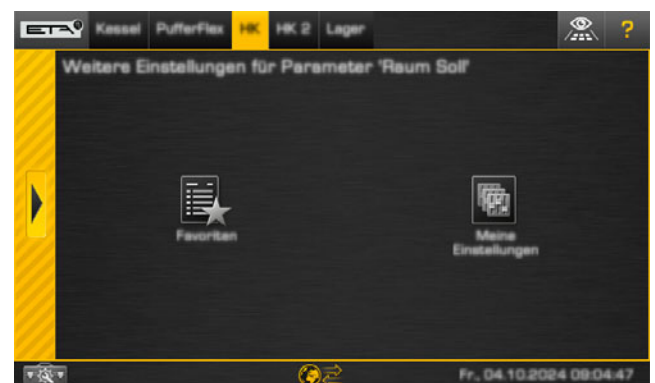 ETA Kessel PufferFlex HK HK 2 Lager ?
Weitere Einstellungen für Parameter 'Raum Soll'
Favoriten
Meine
Einstellungen
Fr., 04.10.2024 09:04:47